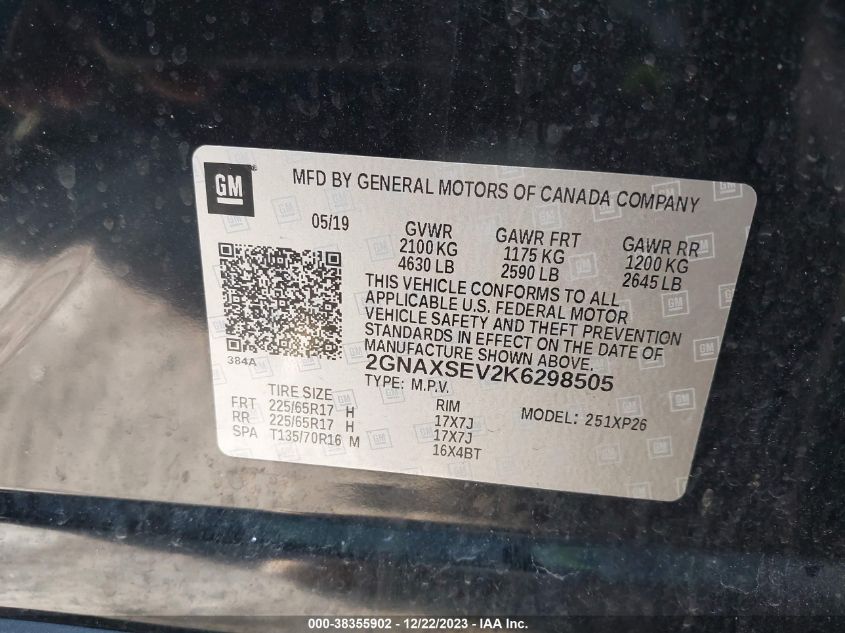 GM
MFD BY GENERAL MOTORS OF CANADA COMPANY
05/19
GVWR
2100 KG
4630 LB
GAWR FRT
1175 KG
2590 LB
GAWR RR
1200 KG
2645 LB
THIS VEHICLE CONFORMS TO ALL
APPLICABLE U.S. FEDERAL MOTOR
VEHICLE SAFETY AND THEFT PREVENTION
STANDARDS IN EFFECT ON THE DATE OF
MANUFACTURE SHOWN ABOVE.
384A
2GNAXSEV2K6298505
TYPE: M.P.V.
TIRE SIZE
RIM
MODEL: 251XP26
FRT 225/65R17 H 17X7J
RR 225/65R17 H 17X7J
SPA T135/70R16 M 16X4BT
000-38355902 - 12/22/2023 - IAA Inc.